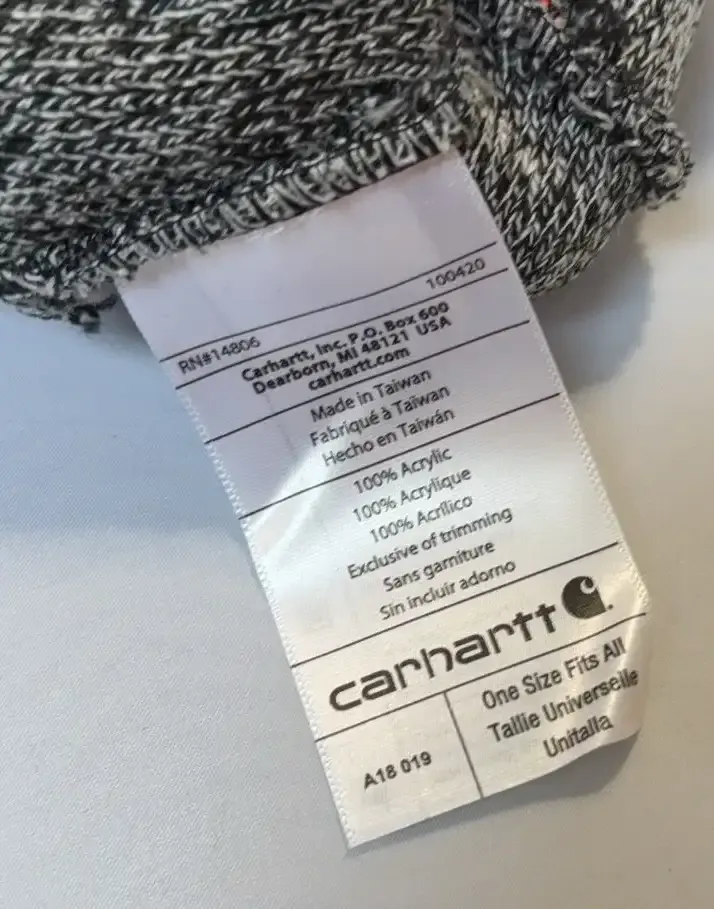 RN#14806 100420
Carhartt, Inc. P.O. Box 600
Dearborn, MI 48121 USA
carhartt.com
Made in Taiwan
Fabriqué à Taïwan
Hecho en Taiwán
100% Acrylic
100% Acrylique
100% Acrílico
Exclusive of trimming
Sans garniture
Sin incluir adorno
carhartt
A18 019
One Size Fits All
Tallie Universelle
Unitalla